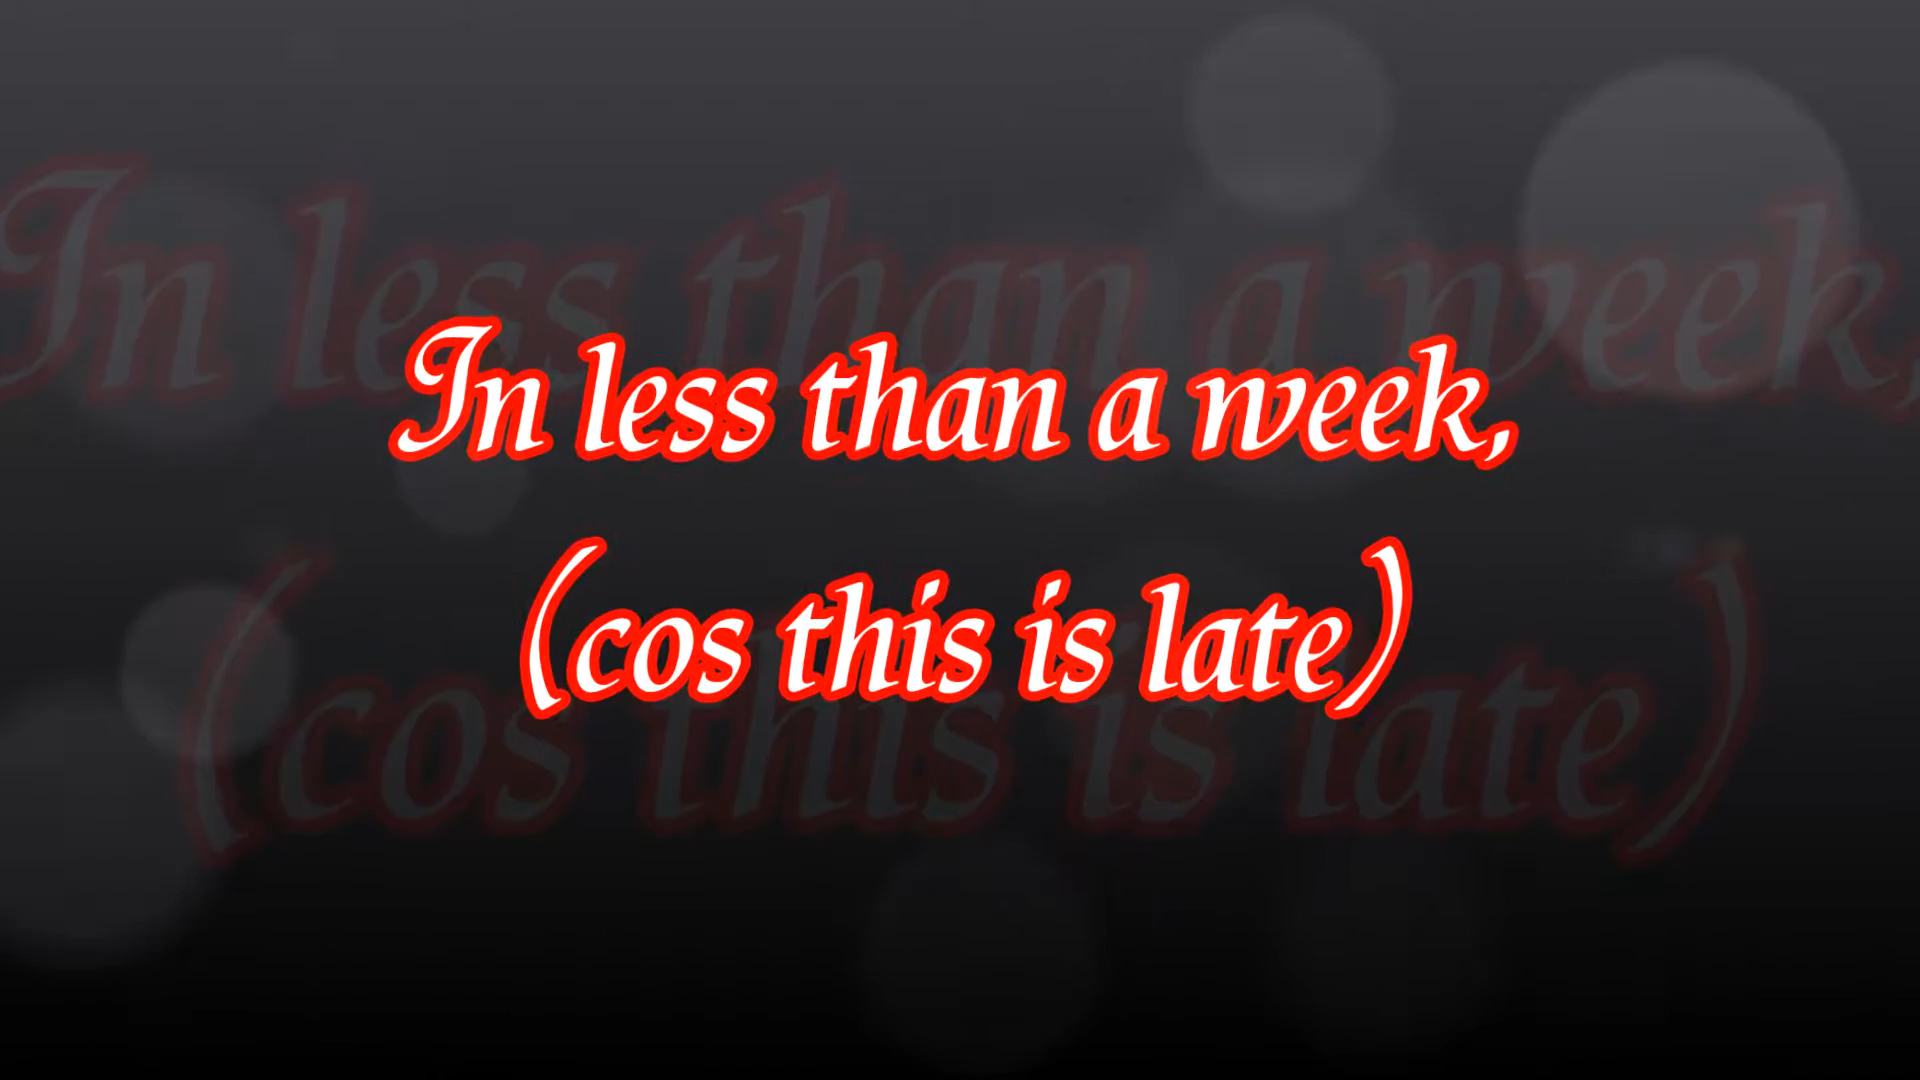 In less than a week,
(cos this is late)